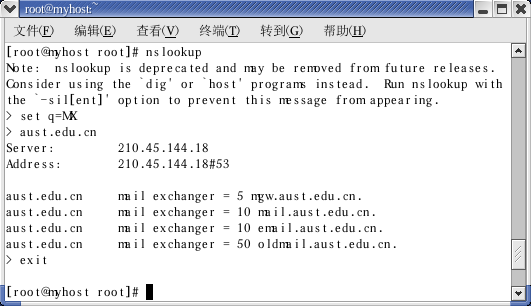 root@myhost:~
文件(F) 编辑(E) 查看(V) 终端(T) 转到(G) 帮助(H)
[root@myhost root]# nslookup
Note: nslookup is deprecated and may be removed from future releases.
Consider using the `dig' or `host' programs instead. Run nslookup with
the `-sil[ent]' option to prevent this message from appearing.
> set q=MX
> aust.edu.cn
Server: 210.45.144.18
Address: 210.45.144.18#53
aust.edu.cn mail exchanger = 5 mgw.aust.edu.cn.
aust.edu.cn mail exchanger = 10 mail.aust.edu.cn.
aust.edu.cn mail exchanger = 10 email.aust.edu.cn.
aust.edu.cn mail exchanger = 50 oldmail.aust.edu.cn.
> exit
[root@myhost root]#